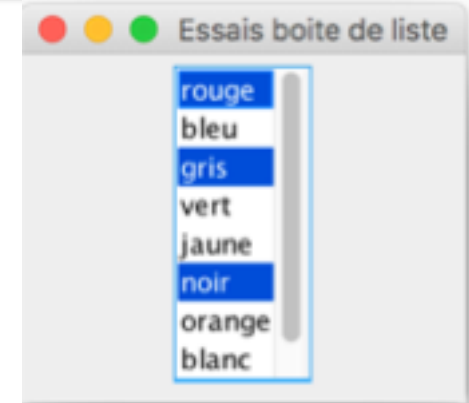 Essais boite de liste
rouge
bleu
gris
vert
jaune
noir
orange
blanc